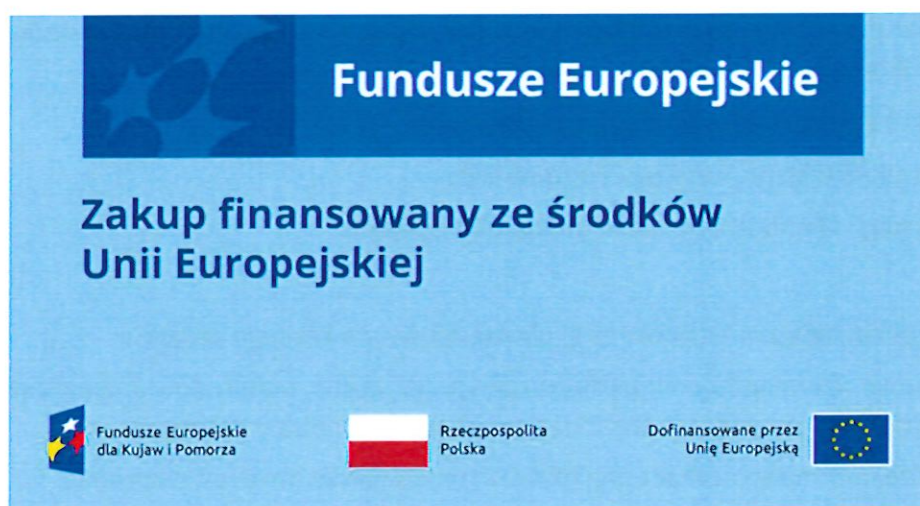 Fundusze Europejskie
Zakup finansowany ze środków
Unii Europejskiej
Fundusze Europejskie
dla Kujaw i Pomorza
Rzeczpospolita
Polska
Dofinansowane przez
Unię Europejską